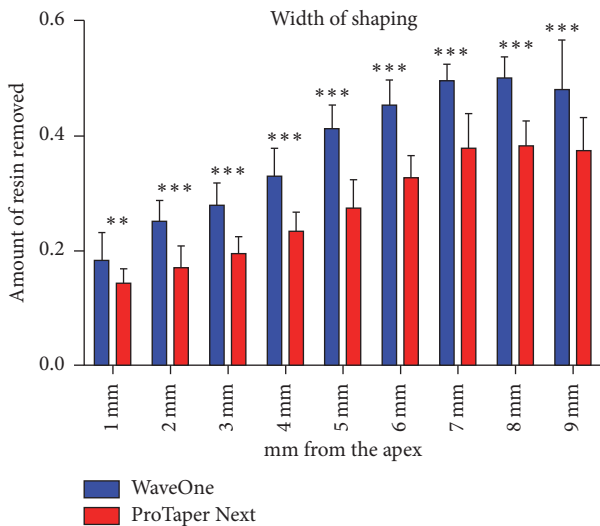 Width of shaping
Amount of resin removed
0.6
0.4
0.2
0.0
**
***
***
***
***
***
***
***
***
1 mm
2 mm
3 mm
4 mm
5 mm
6 mm
7 mm
8 mm
9 mm
mm from the apex
WaveOne
ProTaper Next